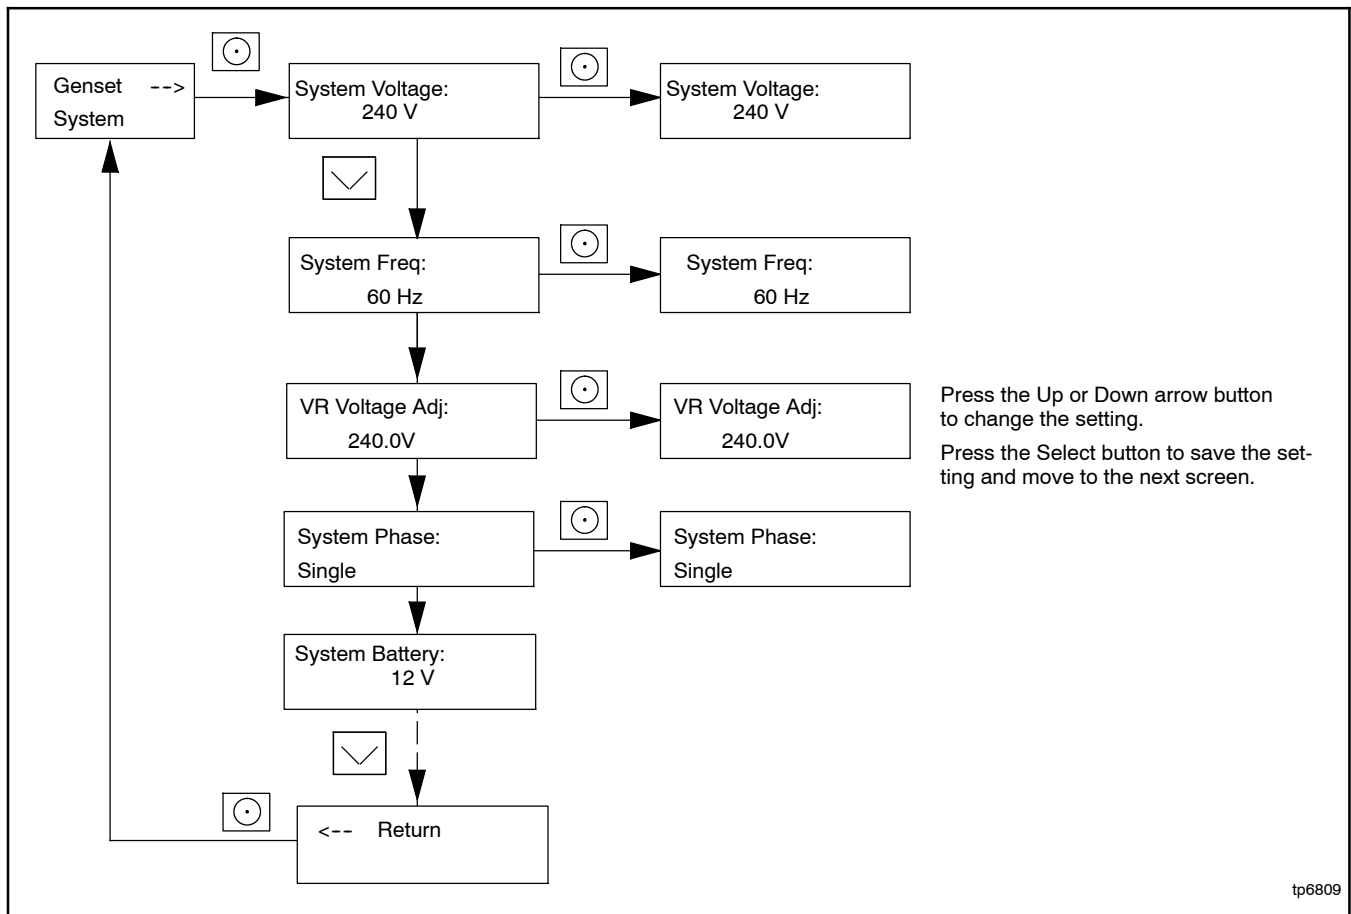 Genset -->
System
System Voltage:
240 V
System Voltage:
240 V
System Freq:
60 Hz
System Freq:
60 Hz
VR Voltage Adj:
240.0V
VR Voltage Adj:
240.0V
Press the Up or Down arrow button
to change the setting.
Press the Select button to save the set-
ting and move to the next screen.
System Phase:
Single
System Phase:
Single
System Battery:
12 V
<-- Return
tp6809